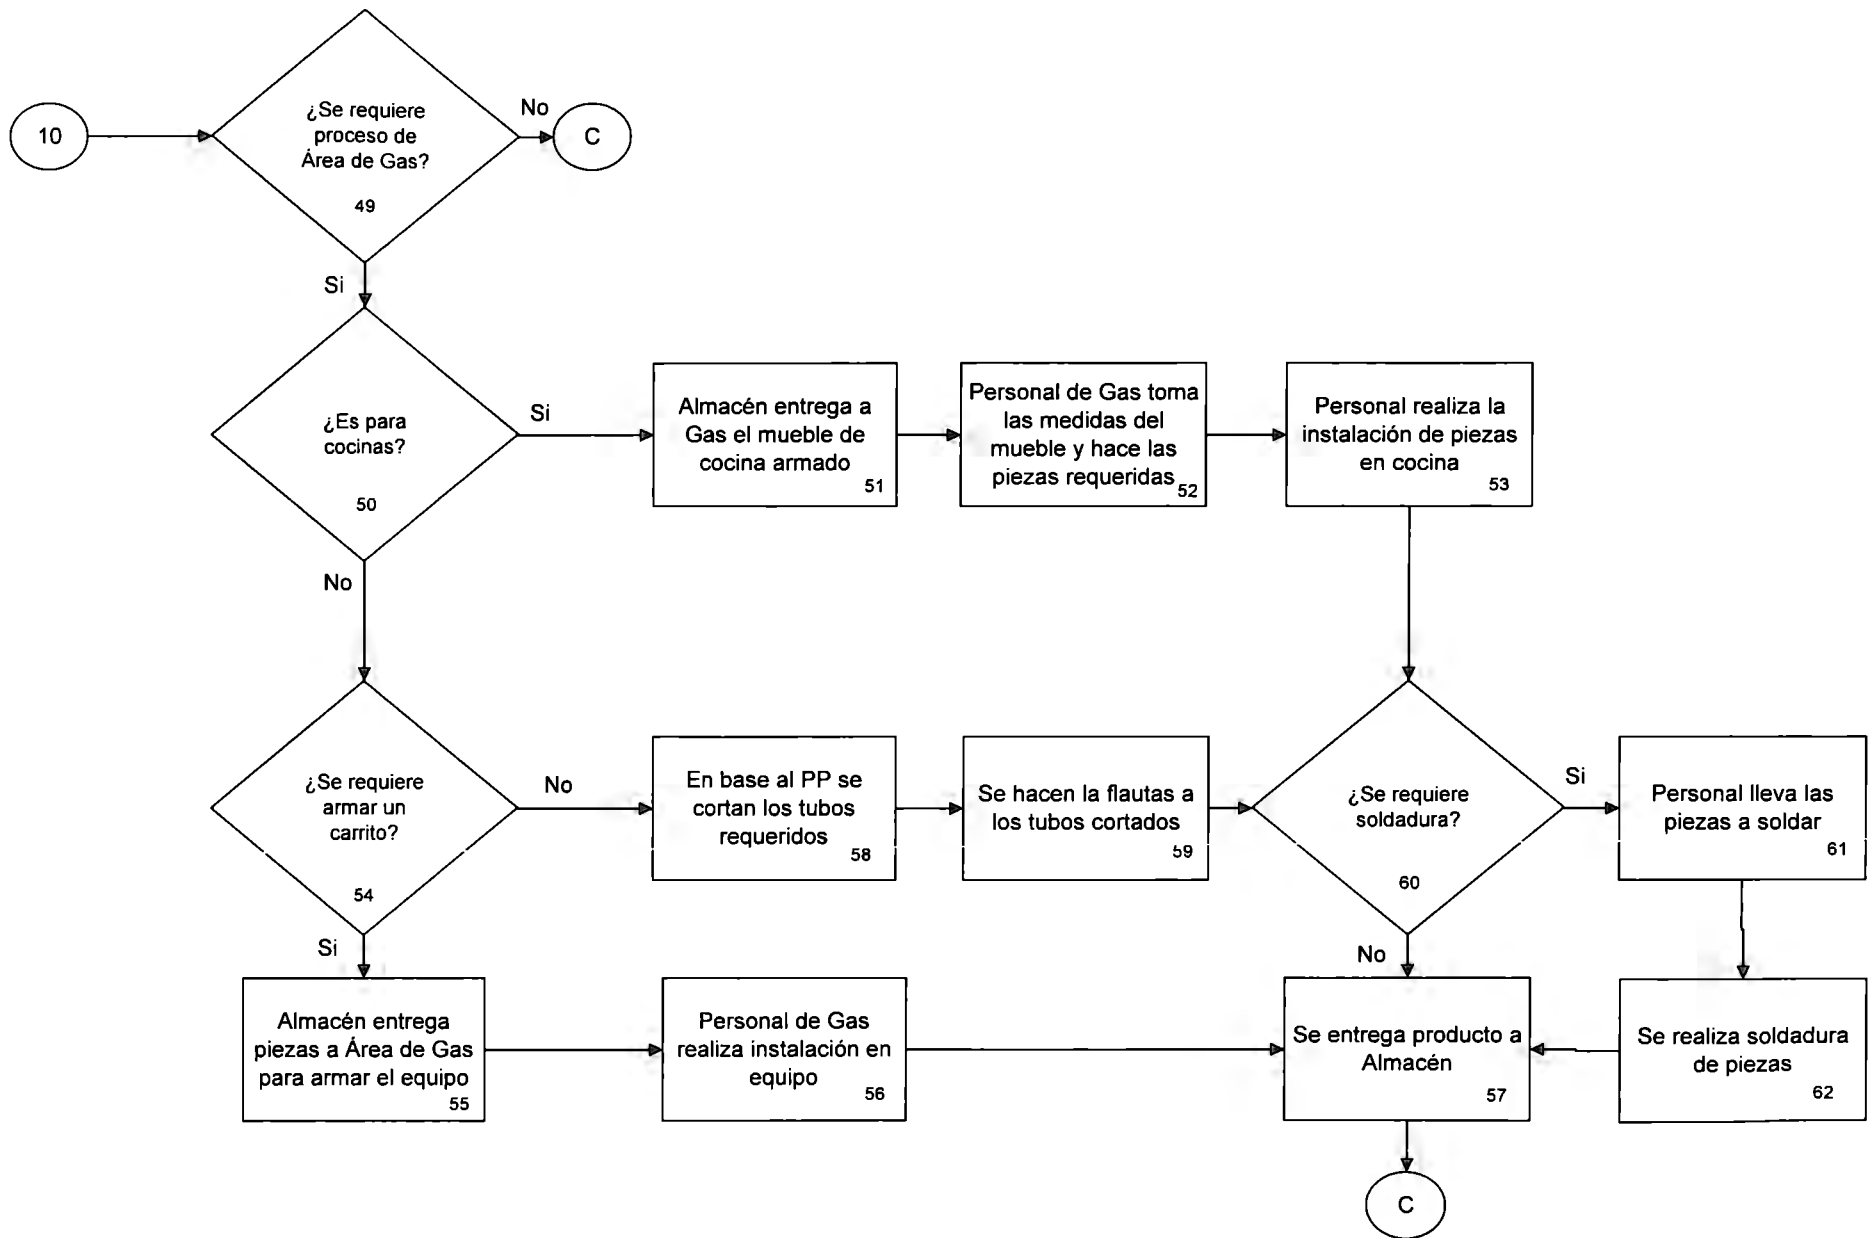 10
¿Se requiere
proceso de
Área de Gas?
49
No
C
Si
¿Es para
cocinas?
50
Si
Almacén entrega a
Gas el mueble de
cocina armado
51
Personal de Gas toma
las medidas del
mueble y hace las
piezas requeridas
52
Personal realiza la
instalación de piezas
en cocina
53
No
¿Se requiere
armar un
carrito?
54
No
En base al PP se
cortan los tubos
requeridos
58
Se hacen la flautas a
los tubos cortados
59
¿Se requiere
soldadura?
60
Si
Personal lleva las
piezas a soldar
61
Si
No
Almacén entrega
piezas a Área de Gas
para armar el equipo
55
Personal de Gas
realiza instalación en
equipo
56
Se entrega producto a
Almacén
57
Se realiza soldadura
de piezas
62
C